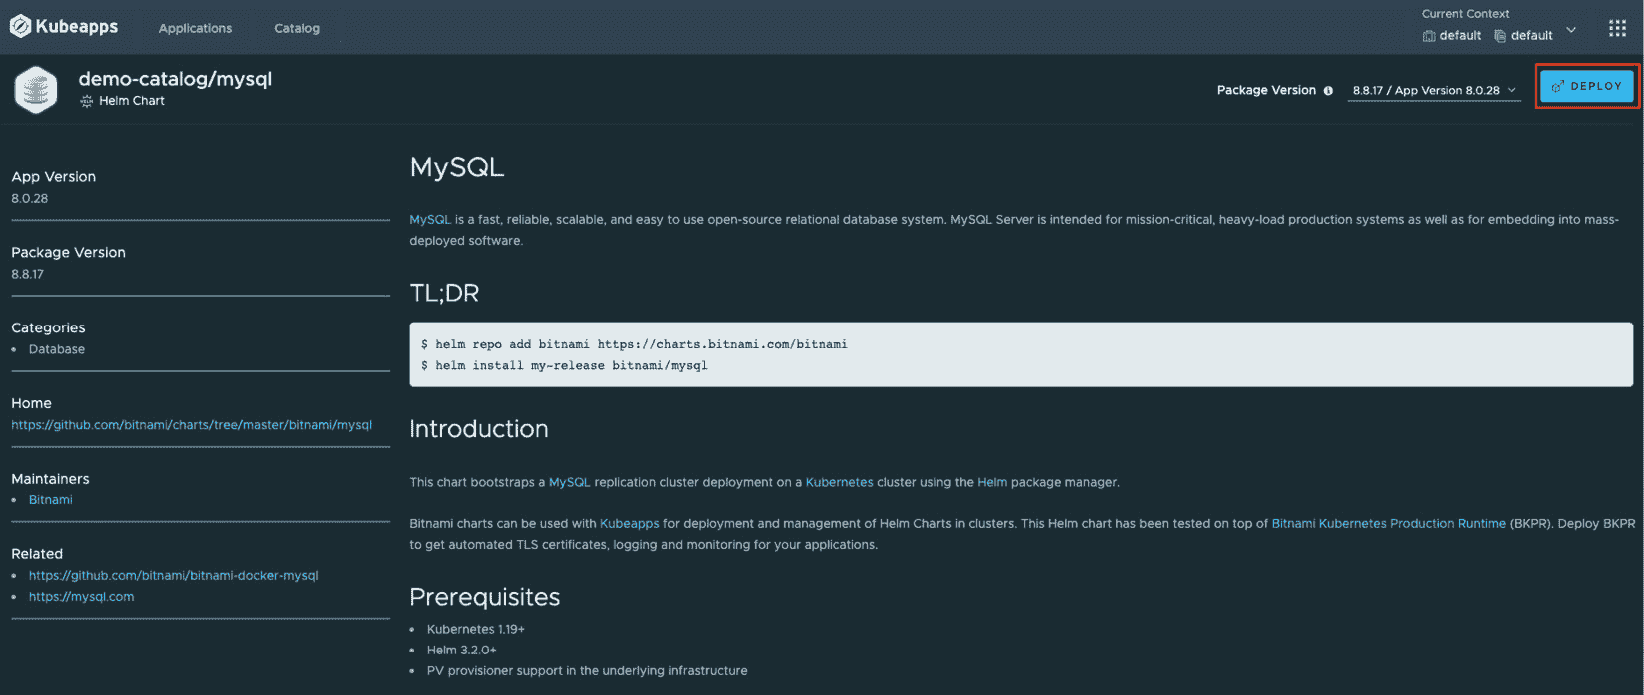 Kubeapps
Applications
Catalog
Current Context
default default
demo-catalog/mysql
HELM Helm Chart
Package Version
8.8.17 / App Version 8.0.28
DEPLOY
App Version
8.0.28
Package Version
8.8.17
Categories
• Database
Home
https://github.com/bitnami/charts/tree/master/bitnami/mysql
Maintainers
• Bitnami
Related
• https://github.com/bitnami/bitnami-docker-mysql
• https://mysql.com
MySQL
MySQL is a fast, reliable, scalable, and easy to use open-source relational database system. MySQL Server is intended for mission-critical, heavy-load production systems as well as for embedding into mass-
deployed software.
TL;DR
$ helm repo add bitnami https://charts.bitnami.com/bitnami
$ helm install my-release bitnami/mysql
Introduction
This chart bootstraps a MySQL replication cluster deployment on a Kubernetes cluster using the Helm package manager.
Bitnami charts can be used with Kubeapps for deployment and management of Helm Charts in clusters. This Helm chart has been tested on top of Bitnami Kubernetes Production Runtime (BKPR). Deploy BKPR
to get automated TLS certificates, logging and monitoring for your applications.
Prerequisites
• Kubernetes 1.19+
• Helm 3.2.0+
• PV provisioner support in the underlying infrastructure